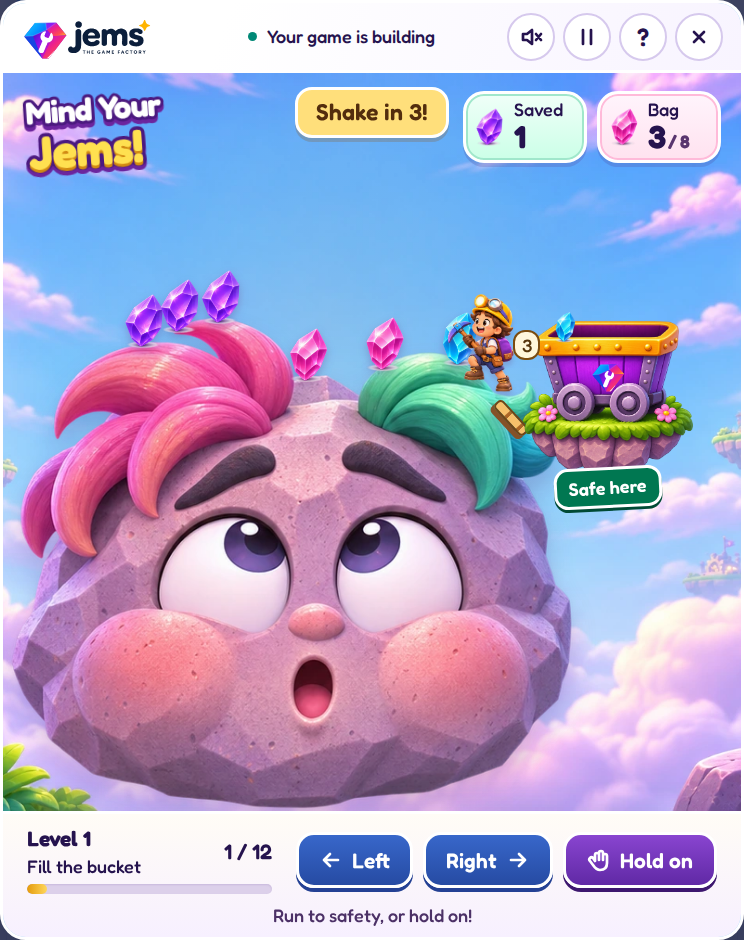 jems
THE GAME FACTORY
Your game is building
?
Mind Your
Jems!
Shake in 3!
Saved
1
Bag
3 / 8
3
Safe here
Level 1
Fill the bucket
1 / 12
← Left
Right →
Hold on
Run to safety, or hold on!